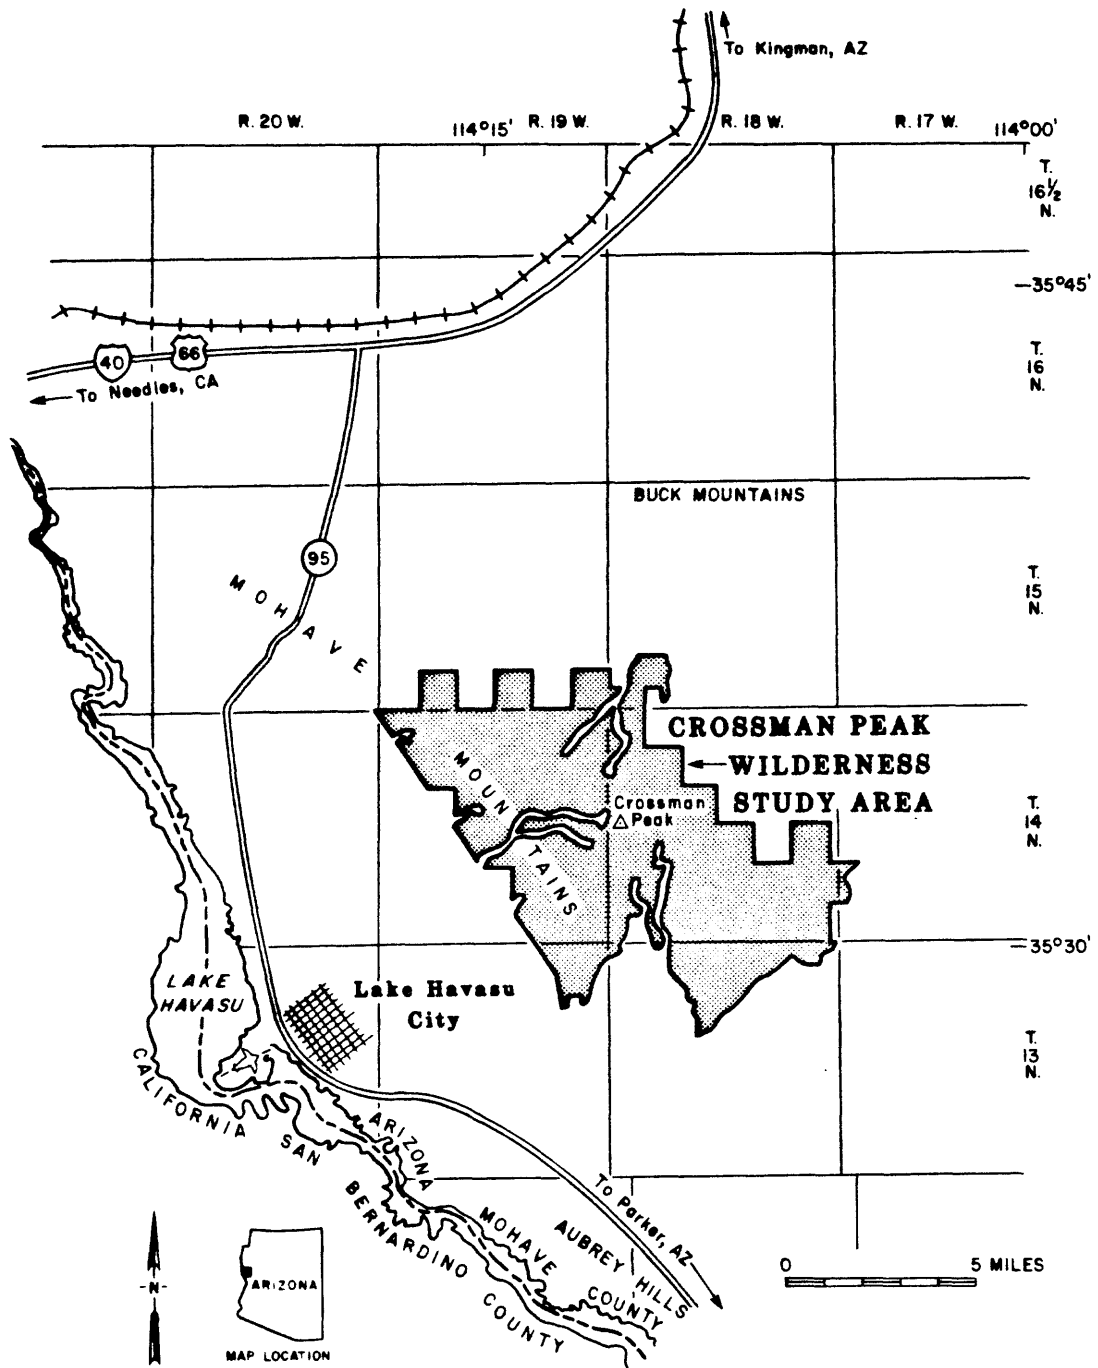 To Kingman, AZ
R. 20 W.
114°15'
R. 19 W.
R. 18 W.
R. 17 W.
114°00'
T.
16½
N.
35°45'
40
66
To Needles, CA
T.
16
N.
BUCK MOUNTAINS
95
T.
15
N.
MOHAVE
MOUNTAINS
CROSSMAN PEAK
WILDERNESS
STUDY AREA
Crossman
Peak
T.
14
N.
35°30'
LAKE
HAVASU
Lake Havasu
City
T.
13
N.
CALIFORNIA
ARIZONA
SAN
BERNARDINO
COUNTY
MOHAVE
COUNTY
AUBREY HILLS
To Parker, AZ
0
5 MILES
N
ARIZONA
MAP LOCATION